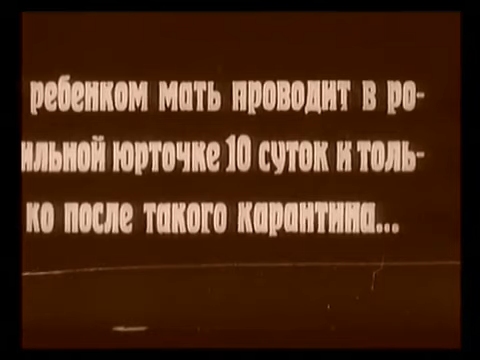 ребенком мать проводит в ро-
ильной юрточке 10 суток и толь-
ко после такого карантина...